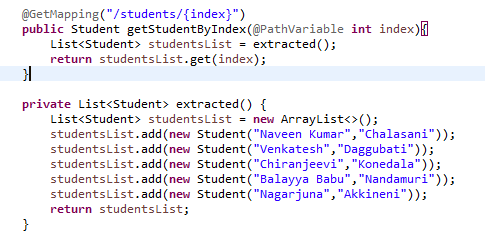 @GetMapping("/students/{index}")
public Student getStudentByIndex(@PathVariable int index){
    List<Student> studentsList = extracted();
    return studentsList.get(index);
}

private List<Student> extracted() {
    List<Student> studentsList = new ArrayList<>();
    studentsList.add(new Student("Naveen Kumar","Chalasani"));
    studentsList.add(new Student("Venkatesh","Daggubati"));
    studentsList.add(new Student("Chiranjeevi","Konedala"));
    studentsList.add(new Student("Balayya Babu","Nandamuri"));
    studentsList.add(new Student("Nagarjuna","Akkineni"));
    return studentsList;
}